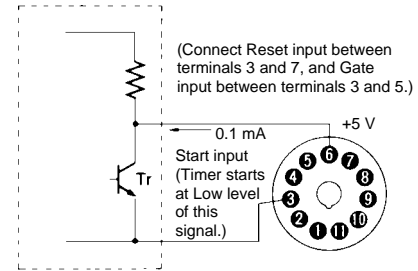 (Connect Reset input between
terminals 3 and 7, and Gate
input between terminals 3 and 5.)
0.1 mA
+5 V
Start input
(Timer starts
at Low level
of this
signal.)
Tr
5 6 7
4 8
3 9
2 10
1 11